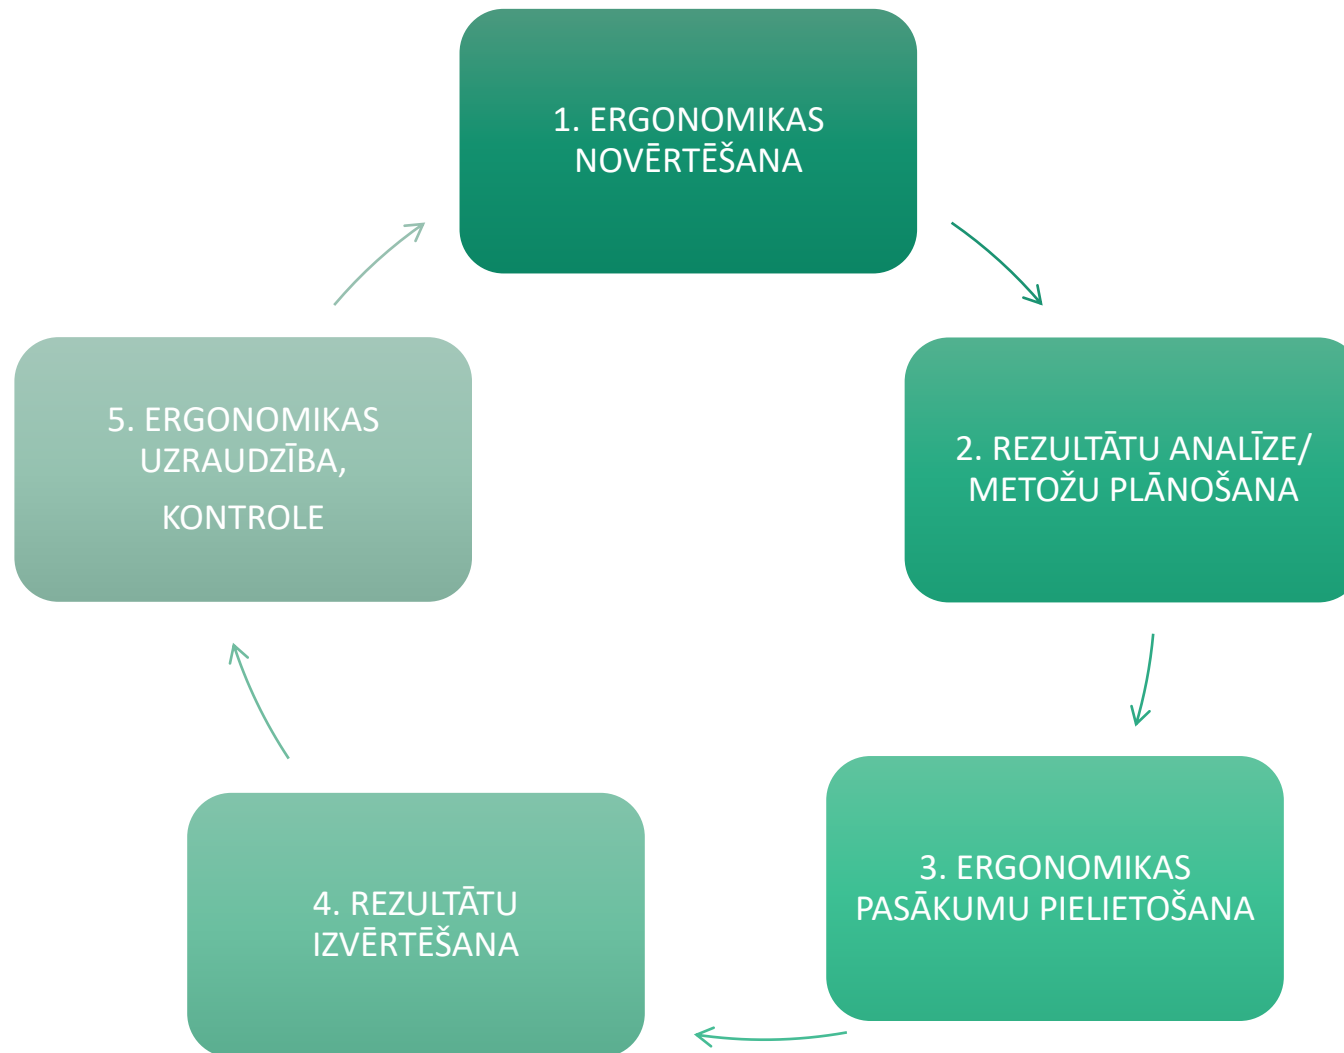 1. ERGONOMIKAS
NOVĒRTĒŠANA
2. REZULTĀTU ANALĪZE/
METOŽU PLĀNOŠANA
3. ERGONOMIKAS
PASĀKUMU PIELIETOŠANA
4. REZULTĀTU
IZVĒRTĒŠANA
5. ERGONOMIKAS
UZRAUDZĪBA,
KONTROLE